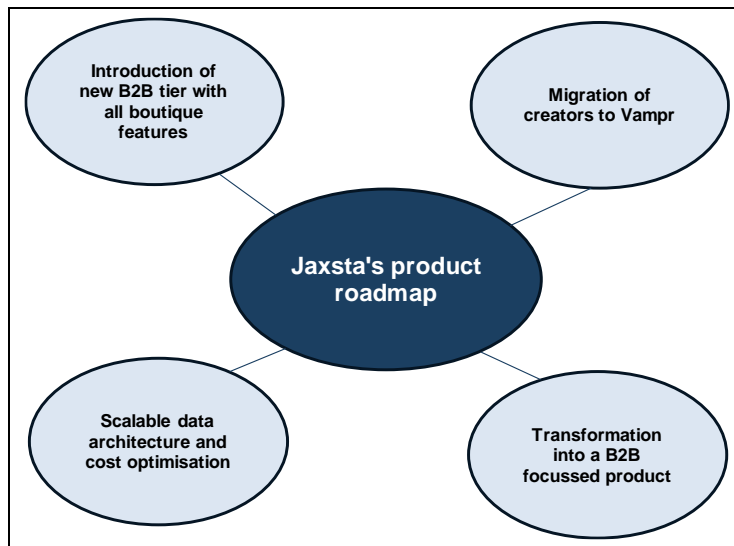 Introduction of
new B2B tier with
all boutique
features
Migration of
creators to Vampr
Jaxsta's product
roadmap
Scalable data
architecture and
cost optimisation
Transformation
into a B2B
focussed product